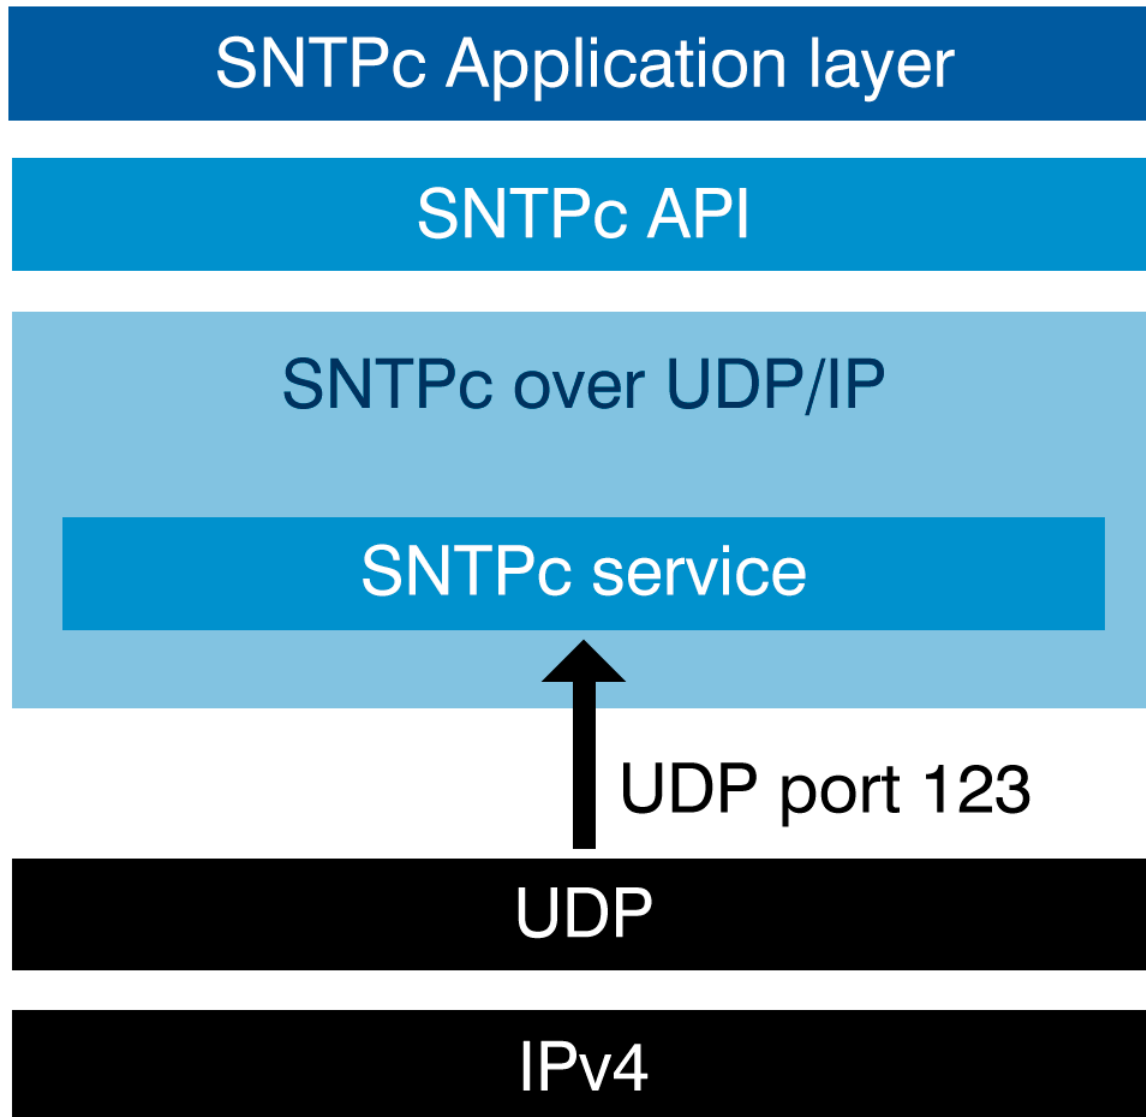 SNTPc Application layer
SNTPc API
SNTPc over UDP/IP
SNTPc service
UDP port 123
UDP
IPv4